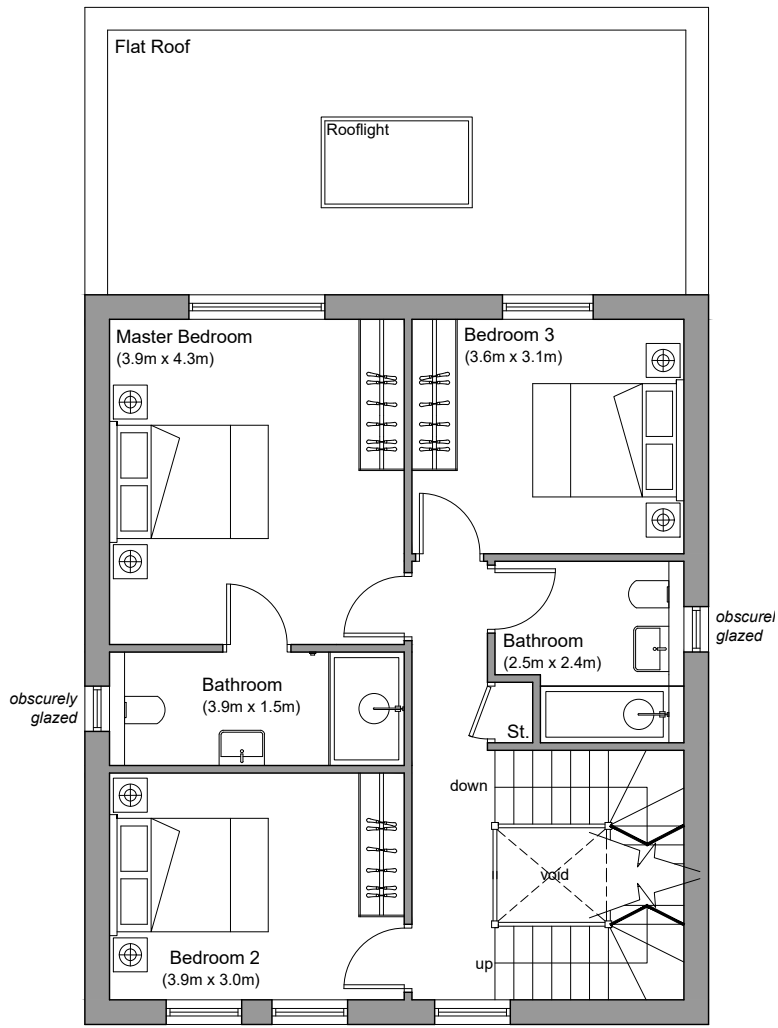 Flat Roof
Rooflight
Master Bedroom
(3.9m x 4.3m)
Bedroom 3
(3.6m x 3.1m)
obscurely
glazed
Bathroom
(2.5m x 2.4m)
Bathroom
(3.9m x 1.5m)
obscurely
glazed
St.
down
void
up
Bedroom 2
(3.9m x 3.0m)